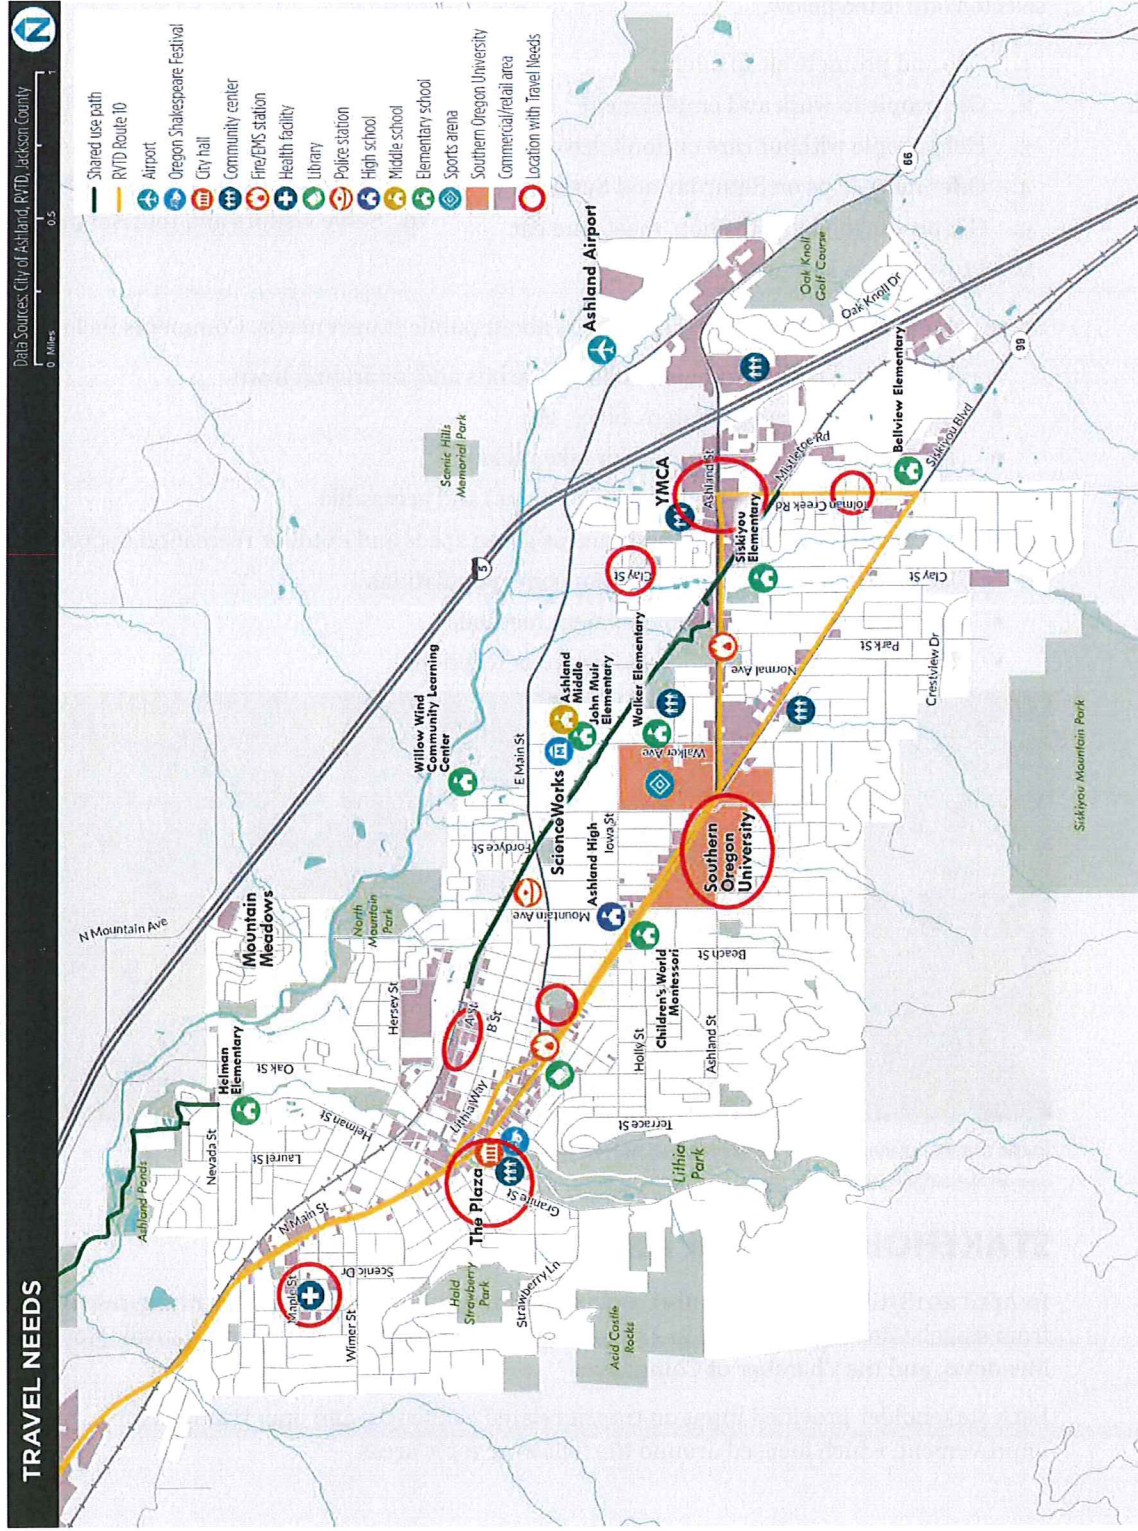 TRAVEL NEEDS
Data Sources: City of Ashland, RVTD, Jackson County
N
0 Miles
0.5
1
Shared use path
RVTD Route 10
Airport
Oregon Shakespeare Festival
City hall
Community center
Fire/EMS station
Health facility
Library
Police station
High school
Middle school
Elementary school
Sports arena
Southern Oregon University
Commercial/retail area
Location with Travel Needs
N Mountain Ave
Ashland Ponds
Nevada St
Helman
Elementary
Laurel St
Oak St
Helman St
Mountain
Meadows
North
Mountain
Park
Hersey St
Willow Wind
Community Learning
Center
Scenic Hills
Memorial Park
5
Ashland Airport
66
Oak Knoll
Golf Course
Oak Knoll Dr
99
Bellview Elementary
Siskiyou Blvd
Mistletoe Rd
YMCA
Ashland St
Tolman Creek Rd
Siskiyou
Elementary
Clay St
Clay St
Park St
Crestview Dr
Normal Ave
Walker Elementary
Walker Ave
Ashland
Middle
John Muir
Elementary
ScienceWorks
E Main St
Fordyce St
Iowa St
Ashland High
Mountain Ave
Southern
Oregon
University
Children's World
Montessori
Beach St
Ashland St
Holly St
A St
B St
Lithia Way
The Plaza
Granite St
Terrace St
Lithia
Park
N Main St
Maple St
Scenic Dr
Wimer St
Hald
Strawberry
Park
Strawberry Ln
Acid Castle
Rocks
Siskiyou Mountain Park